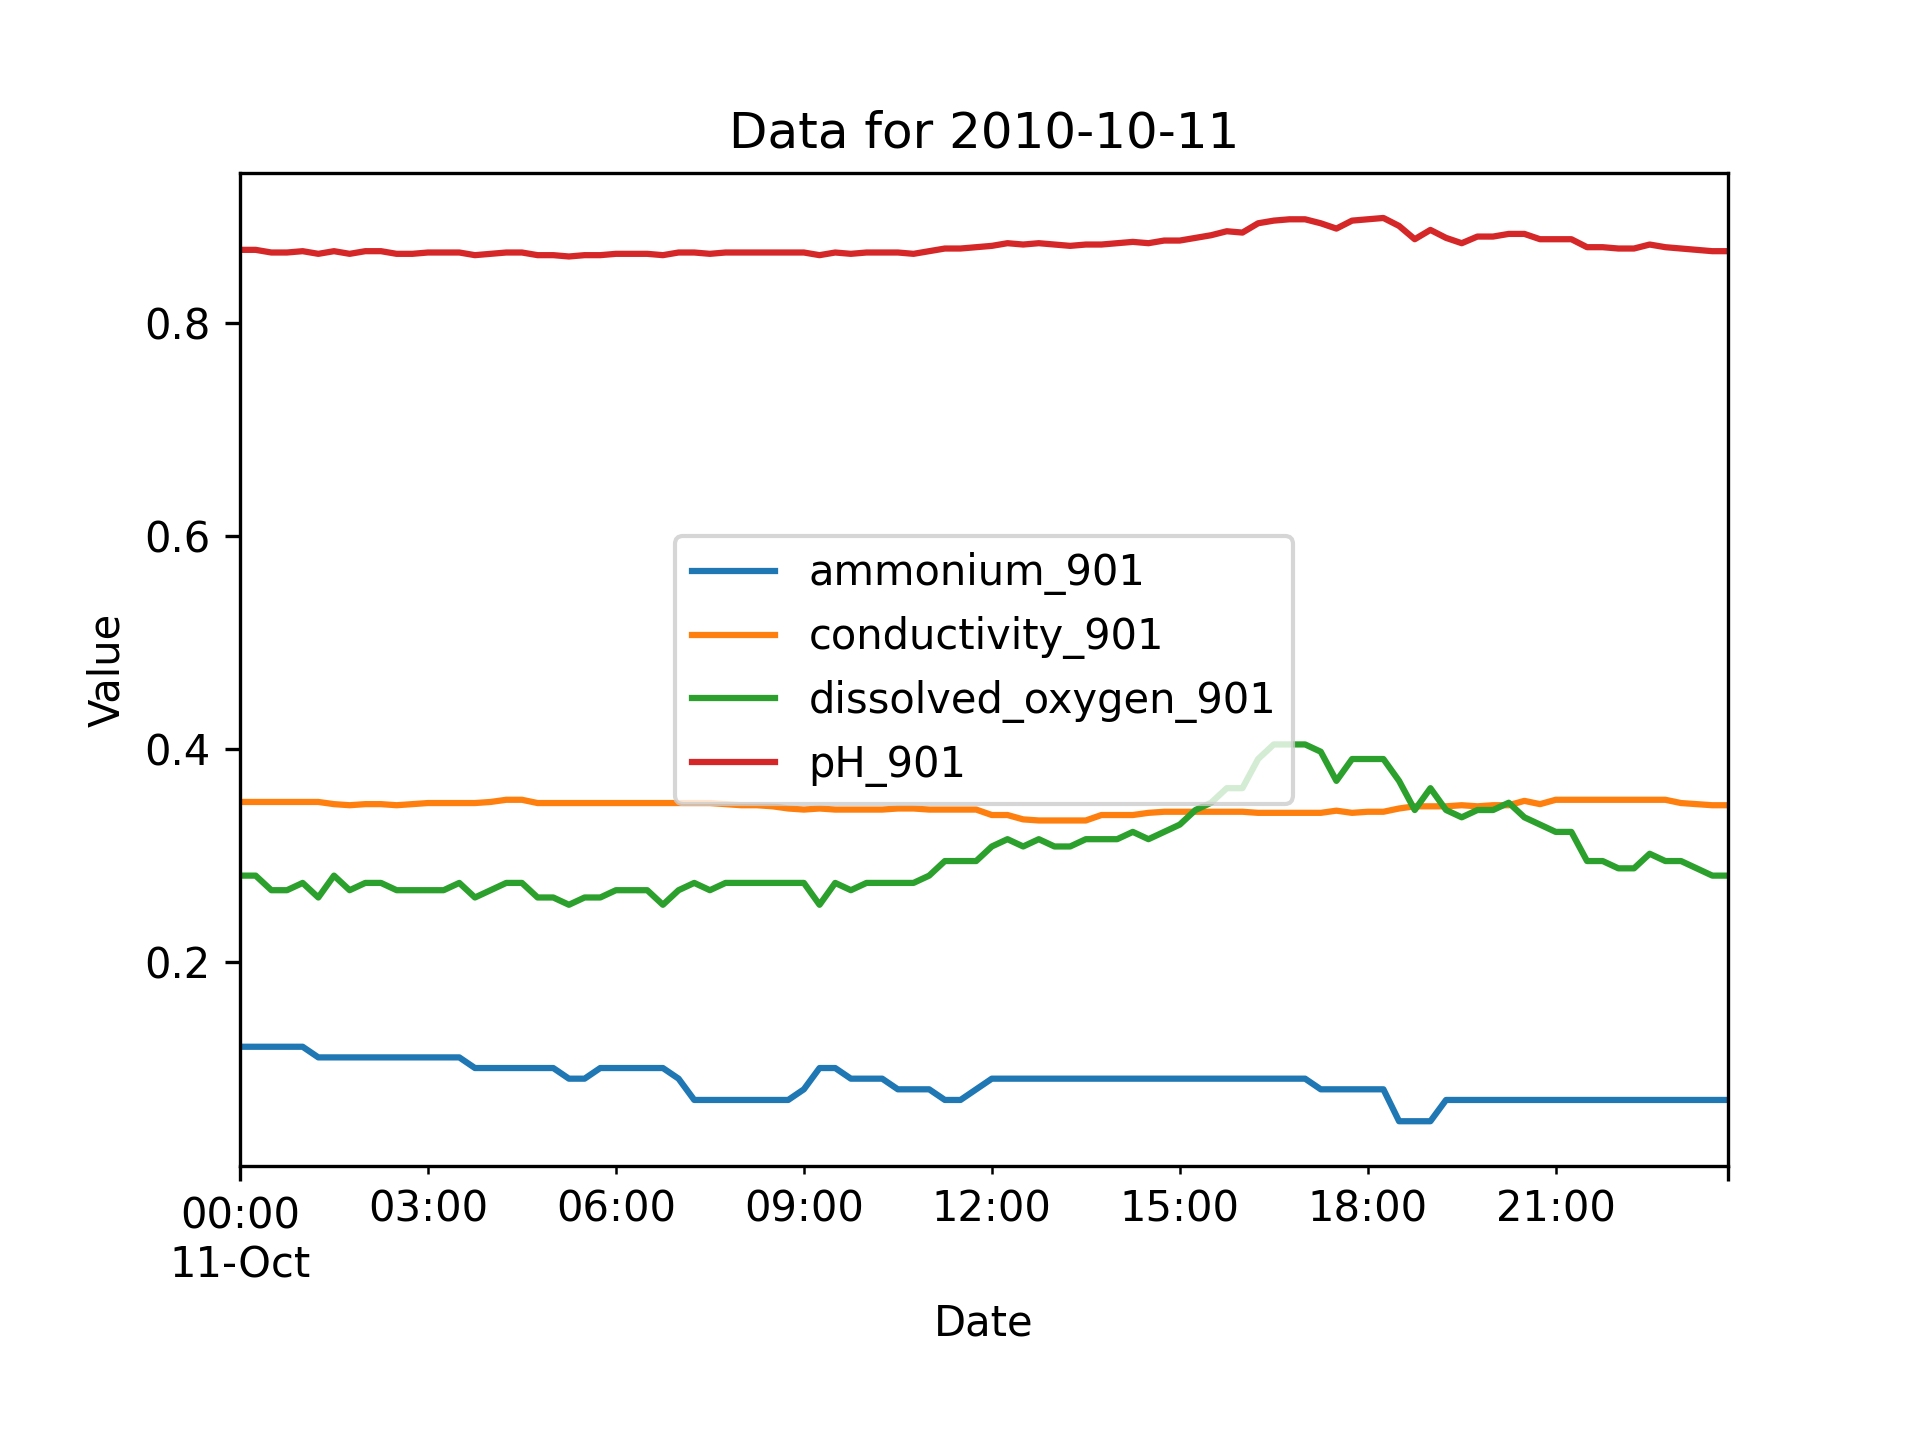 Data for 2010-10-11
Value
0.8
0.6
0.4
0.2
ammonium_901
conductivity_901
dissolved_oxygen_901
pH_901
00:00 03:00 06:00 09:00 12:00 15:00 18:00 21:00
11-Oct
Date